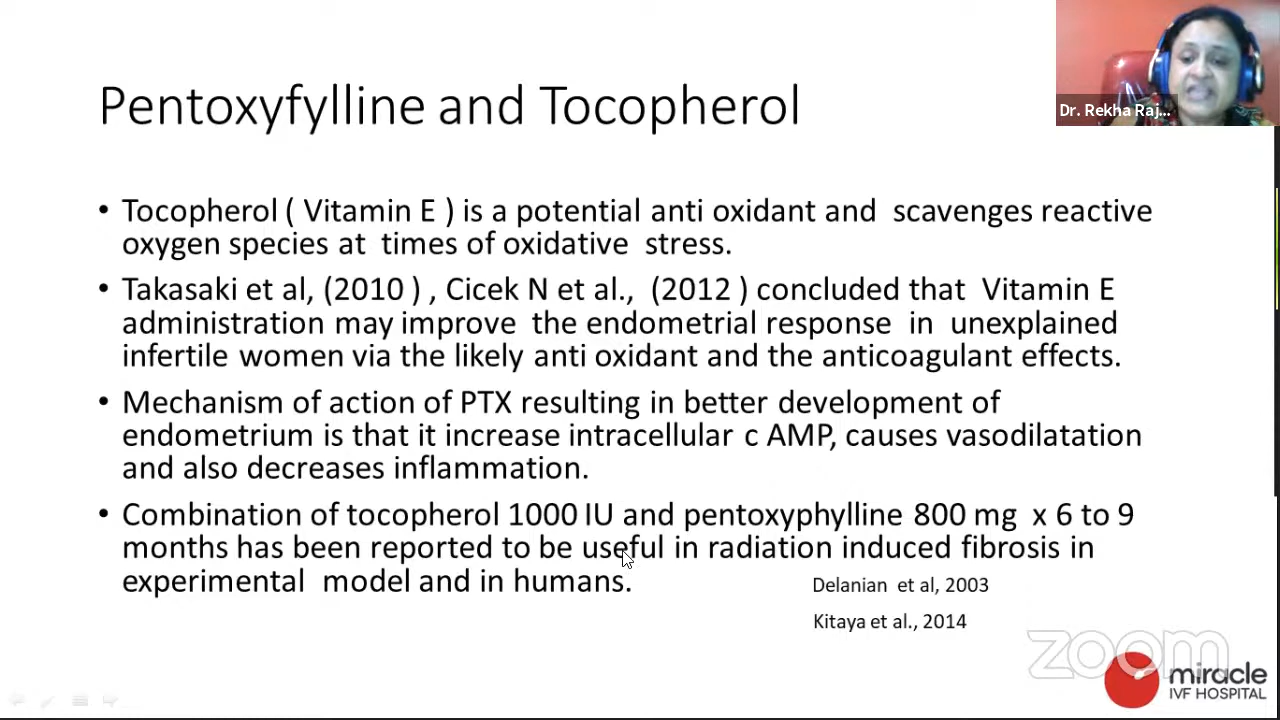 Pentoxyfylline and Tocopherol
Dr. Rekha Raj...
• Tocopherol ( Vitamin E ) is a potential anti oxidant and scavenges reactive
oxygen species at times of oxidative stress.
• Takasaki et al, (2010 ) , Cicek N et al., (2012 ) concluded that Vitamin E
administration may improve the endometrial response in unexplained
infertile women via the likely anti oxidant and the anticoagulant effects.
• Mechanism of action of PTX resulting in better development of
endometrium is that it increase intracellular c AMP, causes vasodilatation
and also decreases inflammation.
• Combination of tocopherol 1000 IU and pentoxyphylline 800 mg x 6 to 9
months has been reported to be useful in radiation induced fibrosis in
experimental model and in humans.
Delanian et al, 2003
Kitaya et al., 2014
zoom
miracle
IVF HOSPITAL